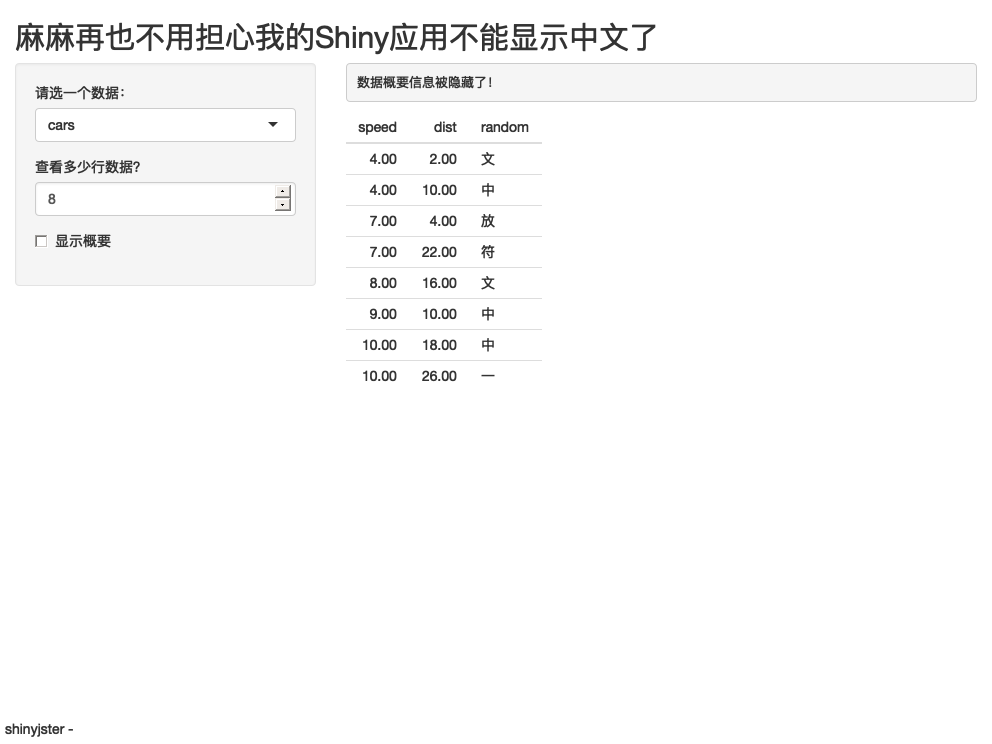 麻麻再也不用担心我的Shiny应用不能显示中文了
请选一个数据：
cars
查看多少行数据?
8
显示概要
数据概要信息被隐藏了！
speed dist random
4.00 2.00 文
4.00 10.00 中
7.00 4.00 放
7.00 22.00 符
8.00 16.00 文
9.00 10.00 中
10.00 18.00 中
10.00 26.00 一
shinyjster -